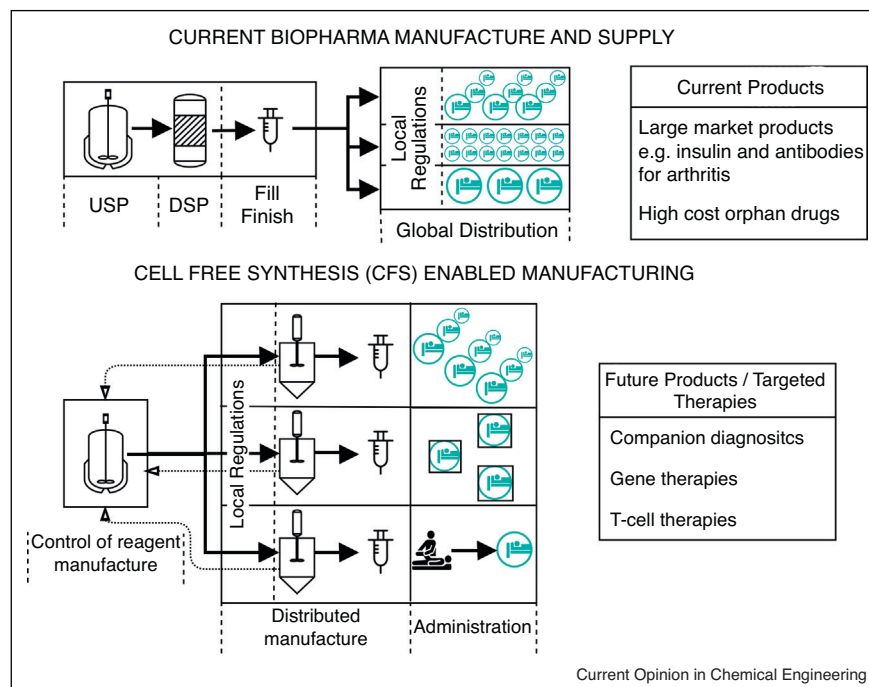 CURRENT BIOPHARMA MANUFACTURE AND SUPPLY
Local
Regulations
USP
DSP
Fill
Finish
Global Distribution
Current Products
Large market products
e.g. insulin and antibodies
for arthritis
High cost orphan drugs
CELL FREE SYNTHESIS (CFS) ENABLED MANUFACTURING
Local Regulations
Control of reagent
manufacture
Distributed
manufacture
Administration
Future Products / Targeted
Therapies
Companion diagnositcs
Gene therapies
T-cell therapies
Current Opinion in Chemical Engineering